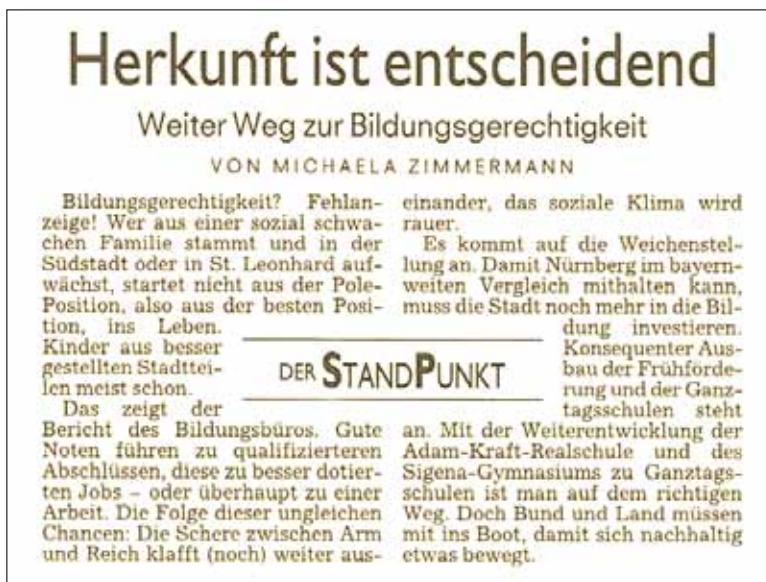 Herkunft ist entscheidend
Weiter Weg zur Bildungsgerechtigkeit
VON MICHAELA ZIMMERMANN
Bildungsgerechtigkeit? Fehlan-
zeige! Wer aus einer sozial schwa-
chen Familie stammt und in der
Südstadt oder in St. Leonhard auf-
wächst, startet nicht aus der Pole-
Position, also aus der besten Posi-
tion, ins Leben.
Kinder aus besser
gestellten Stadttei-
len meist schon.
Das zeigt der
Bericht des Bildungsbüros. Gute
Noten führen zu qualifizierteren
Abschlüssen, diese zu besser dotier-
ten Jobs – oder überhaupt zu einer
Arbeit. Die Folge dieser ungleichen
Chancen: Die Schere zwischen Arm
und Reich klafft (noch) weiter aus-
DER STANDPUNKT
einander, das soziale Klima wird
rauer.
Es kommt auf die Weichenstel-
lung an. Damit Nürnberg im bayern-
weiten Vergleich mithalten kann,
muss die Stadt noch mehr in die Bil-
dung investieren.
Konsequenter Aus-
bau der Frühförde-
rung und der Ganz-
tagsschulen steht
an. Mit der Weiterentwicklung der
Adam-Kraft-Realschule und des
Sigena-Gymnasiums zu Ganztags-
schulen ist man auf dem richtigen
Weg. Doch Bund und Land müssen
mit ins Boot, damit sich nachhaltig
etwas bewegt.